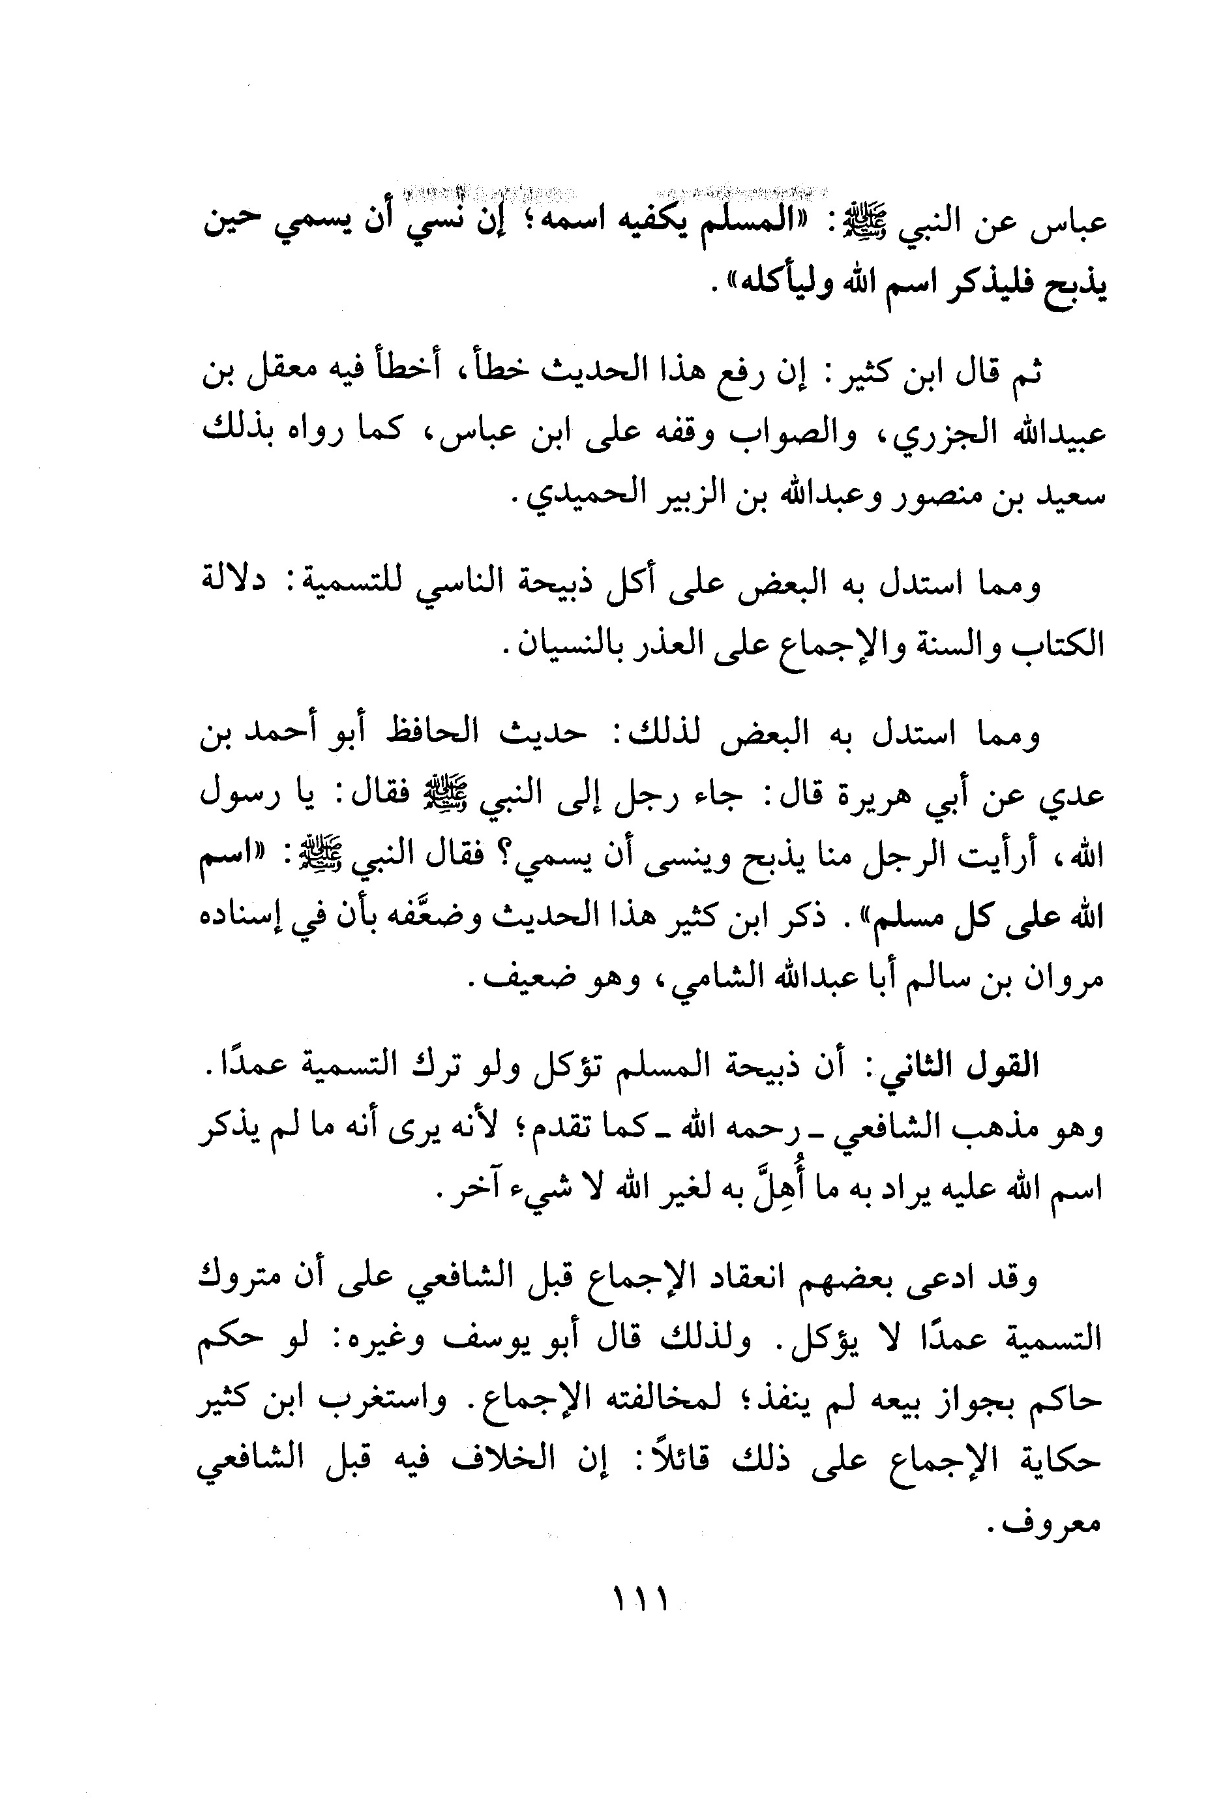 عباس عن النبي ﷺ: «المسلم يكفيه اسمه؛ إن نسي أن يسمي حين
يذبح فليذكر اسم الله وليأكله».
ثم قال ابن كثير: إن رفع هذا الحديث خطأ، أخطأ فيه معقل بن
عبيدالله الجزري، والصواب وقفه على ابن عباس، كما رواه بذلك
سعيد بن منصور وعبدالله بن الزبير الحميدي.
ومما استدل به البعض على أكل ذبيحة الناسي للتسمية: دلالة
الكتاب والسنة والإجماع على العذر بالنسيان.
ومما استدل به البعض لذلك: حديث الحافظ أبو أحمد بن
عدي عن أبي هريرة قال: جاء رجل إلى النبي ﷺ فقال: يا رسول
الله، أرأيت الرجل منا يذبح وينسى أن يسمي؟ فقال النبي ﷺ: «اسم
الله على كل مسلم». ذكر ابن كثير هذا الحديث وضعَّفه بأن في إسناده
مروان بن سالم أبا عبدالله الشامي، وهو ضعيف.
القول الثاني: أن ذبيحة المسلم تؤكل ولو ترك التسمية عمدًا.
وهو مذهب الشافعي ـ رحمه الله ـ كما تقدم؛ لأنه يرى أنه ما لم يذكر
اسم الله عليه يراد به ما أُهِلَّ به لغير الله لا شيء آخر.
وقد ادعى بعضهم انعقاد الإجماع قبل الشافعي على أن متروك
التسمية عمدًا لا يؤكل. ولذلك قال أبو يوسف وغيره: لو حكم
حاكم بجواز بيعه لم ينفذ؛ لمخالفته الإجماع. واستغرب ابن كثير
حكاية الإجماع على ذلك قائلاً: إن الخلاف فيه قبل الشافعي
معروف.
١١١